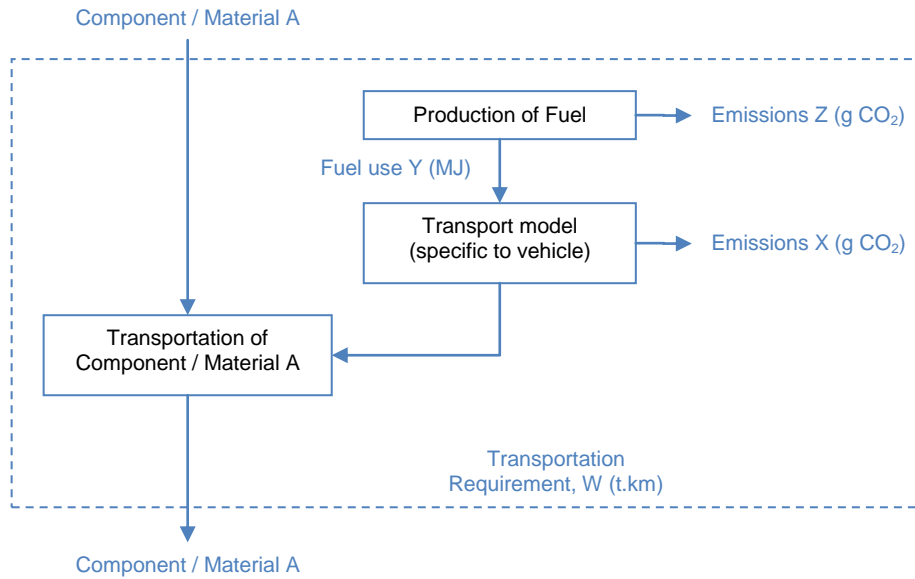 Component / Material A
Production of Fuel
Emissions Z (g CO₂)
Fuel use Y (MJ)
Transport model
(specific to vehicle)
Emissions X (g CO₂)
Transportation of
Component / Material A
Transportation
Requirement, W (t.km)
Component / Material A